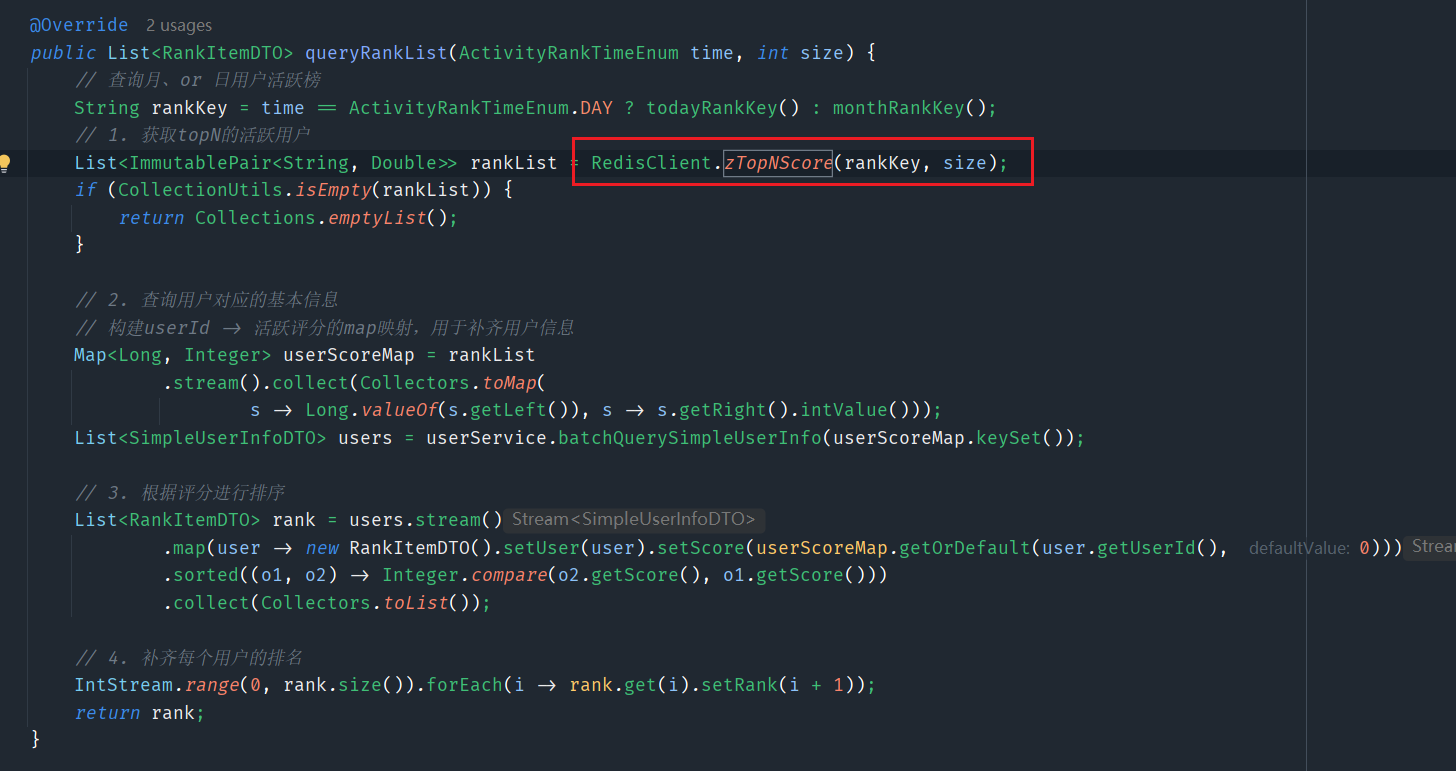 @Override 2 usages
public List<RankItemDTO> queryRankList(ActivityRankTimeEnum time, int size) {
// 查询月、or 日用户活跃榜
String rankKey = time == ActivityRankTimeEnum.DAY ? todayRankKey() : monthRankKey();
// 1. 获取topN的活跃用户
List<ImmutablePair<String, Double>> rankList = RedisClient.zTopNScore(rankKey, size);
if (CollectionUtils.isEmpty(rankList)) {
return Collections.emptyList();
}
// 2. 查询用户对应的基本信息
// 构建userId -> 活跃评分的map映射，用于补齐用户信息
Map<Long, Integer> userScoreMap = rankList
.stream().collect(Collectors.toMap(
s -> Long.valueOf(s.getLeft()), s -> s.getRight().intValue()));
List<SimpleUserInfoDTO> users = userService.batchQuerySimpleUserInfo(userScoreMap.keySet());
// 3. 根据评分进行排序
List<RankItemDTO> rank = users.stream() Stream<SimpleUserInfoDTO>
.map(user -> new RankItemDTO().setUser(user).setScore(userScoreMap.getOrDefault(user.getUserId(), defaultValue: 0))) Strea
.sorted((o1, o2) -> Integer.compare(o2.getScore(), o1.getScore()))
.collect(Collectors.toList());
// 4. 补齐每个用户的排名
IntStream.range(0, rank.size()).forEach(i -> rank.get(i).setRank(i + 1));
return rank;
}